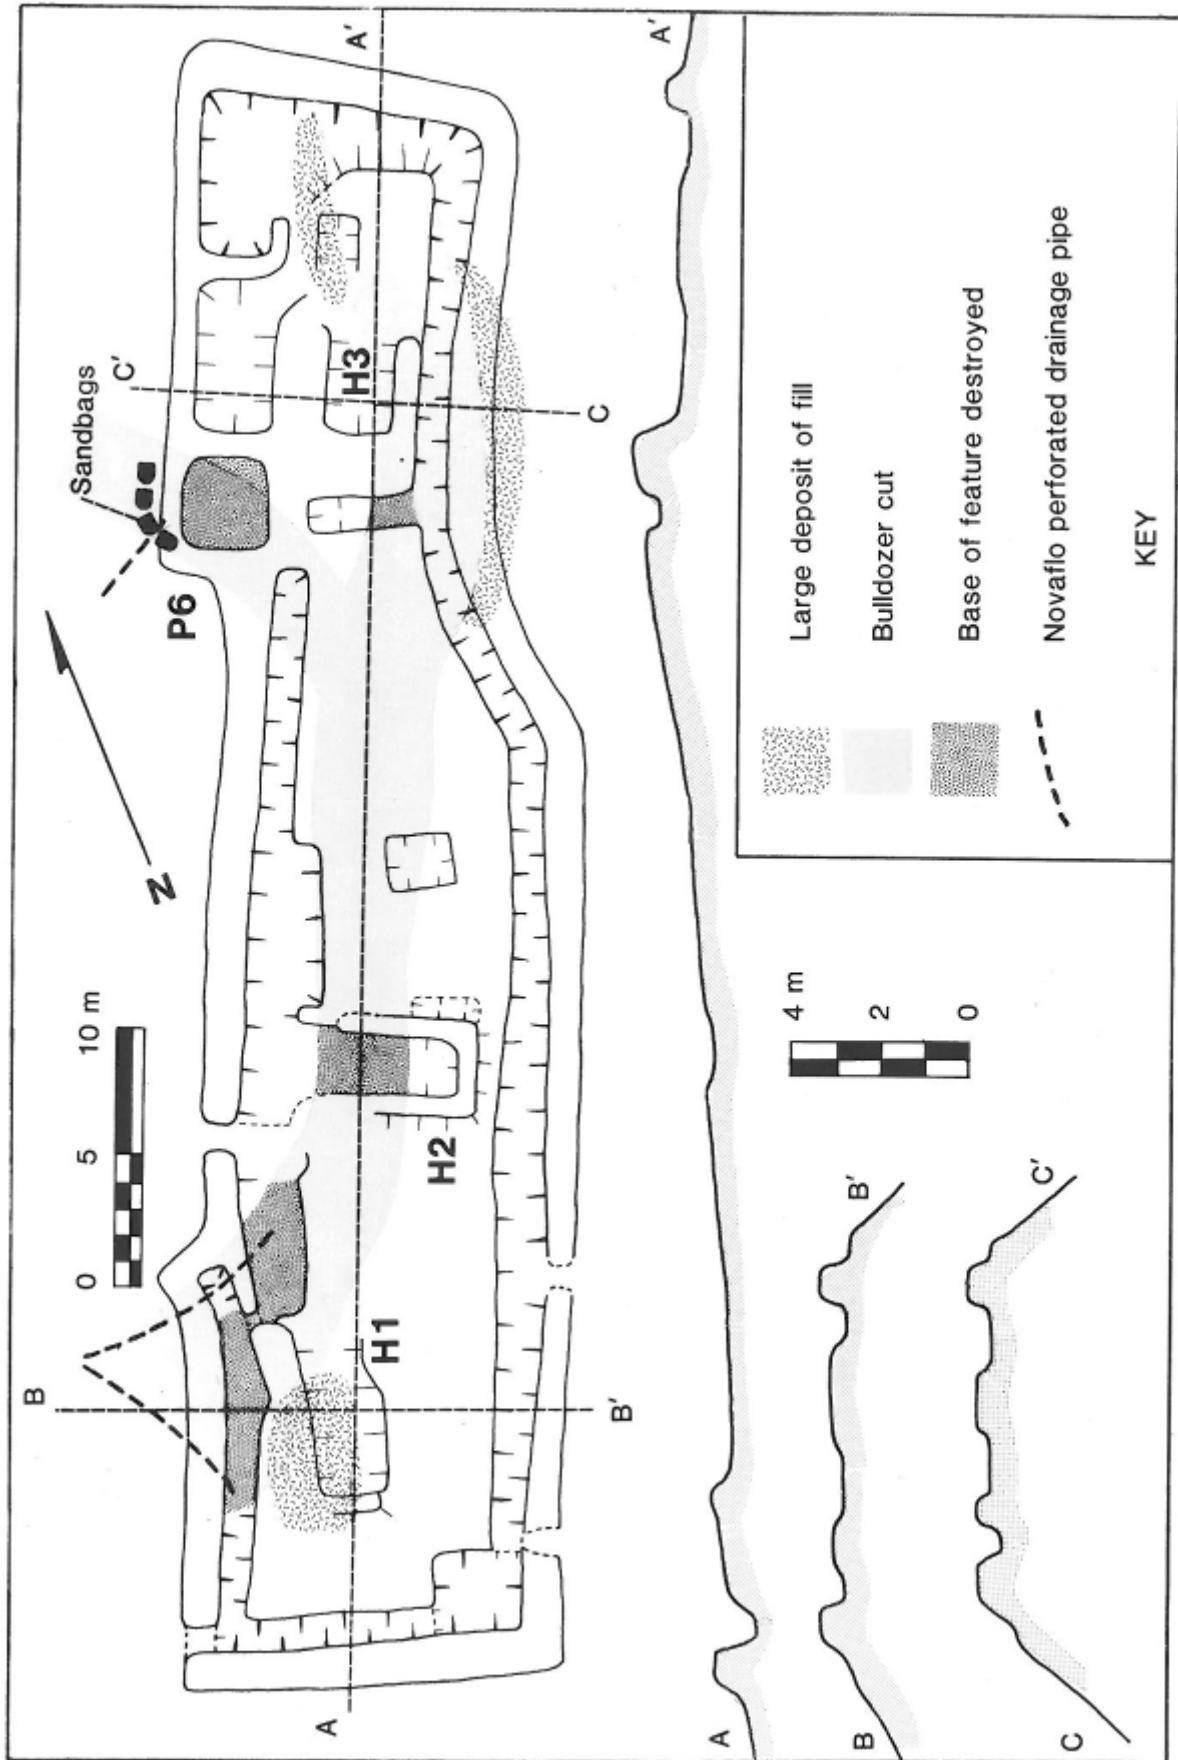 A'
A'
C'
Sandbags
H3
C
P6
N
10 m
5
0
H2
H1
B
B'
A
A
B
B'
C
C'
4 m
2
0
Large deposit of fill
Bulldozer cut
Base of feature destroyed
Novaflo perforated drainage pipe
KEY